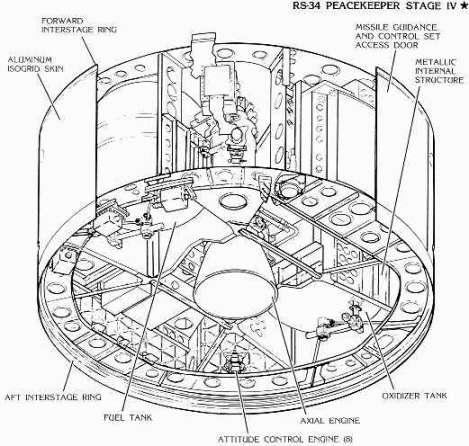 RS-34 PEACEKEEPER STAGE IV ★
FORWARD
INTERSTAGE RING
MISSILE GUIDANCE
AND CONTROL SET
ACCESS DOOR
ALUMINUM
ISOGRID SKIN
METALLIC
INTERNAL
STRUCTURE
AFT INTERSTAGE RING
FUEL TANK
OXIDIZER TANK
AXIAL ENGINE
ATTITUDE CONTROL ENGINE (8)